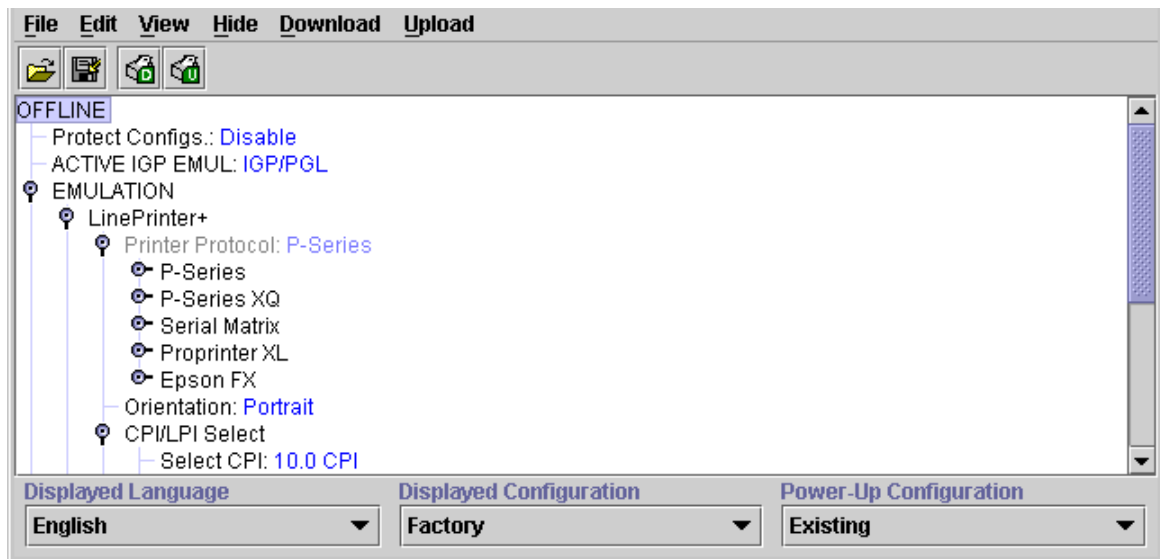 File Edit View Hide Download Upload
D U
OFFLINE
Protect Configs.: Disable
ACTIVE IGP EMUL: IGP/PGL
EMULATION
LinePrinter+
Printer Protocol: P-Series
P-Series
P-Series XQ
Serial Matrix
Proprinter XL
Epson FX
Orientation: Portrait
CPI/LPI Select
Select CPI: 10.0 CPI
Displayed Language Displayed Configuration Power-Up Configuration
English Factory Existing